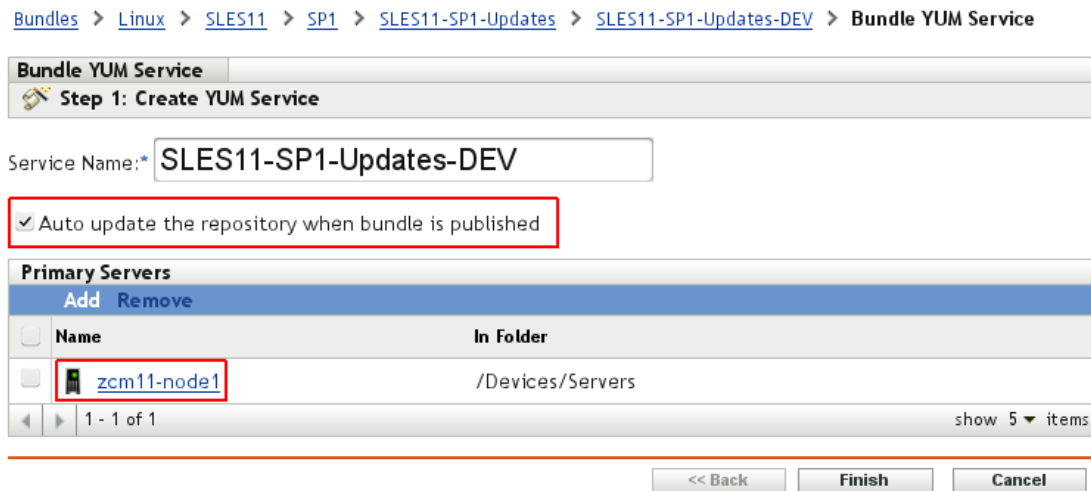 Bundles > Linux > SLES11 > SP1 > SLES11-SP1-Updates > SLES11-SP1-Updates-DEV > Bundle YUM Service
Bundle YUM Service
Step 1: Create YUM Service
Service Name:* SLES11-SP1-Updates-DEV
Auto update the repository when bundle is published
Primary Servers
Add Remove
Name In Folder
zcm11-node1 /Devices/Servers
1 - 1 of 1 show 5 items
<< Back Finish Cancel